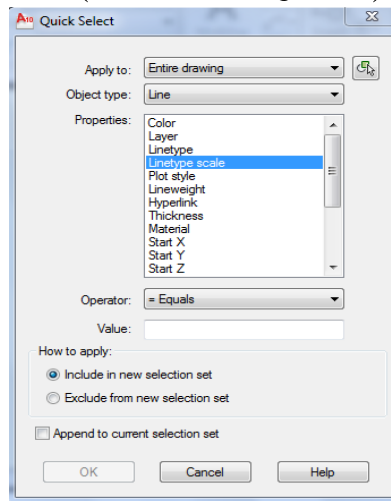 A10 Quick Select
Apply to: Entire drawing
Object type: Line
Properties: Color
Layer
Linetype
Linetype scale
Plot style
Lineweight
Hyperlink
Thickness
Material
Start X
Start Y
Start Z
Operator: = Equals
Value:
How to apply:
Include in new selection set
Exclude from new selection set
Append to current selection set
OK Cancel Help